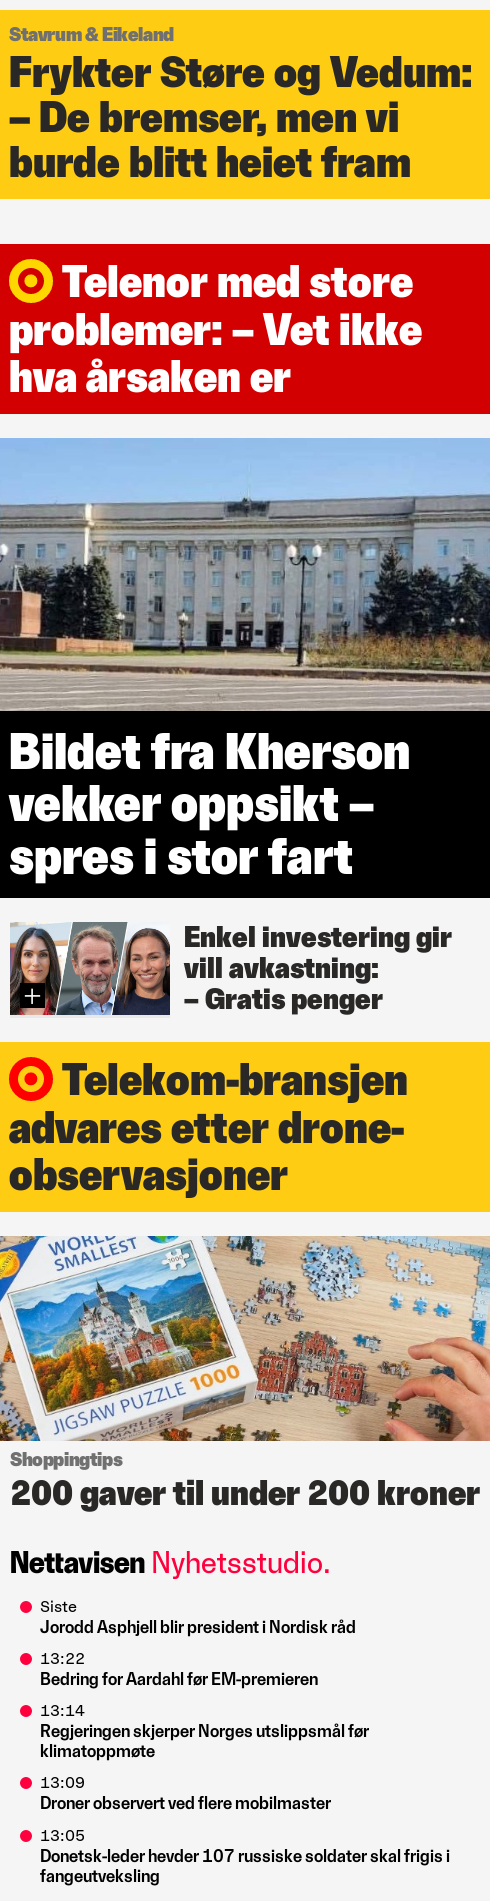 Stavrum & Eikeland
Frykter Støre og Vedum:
– De bremser, men vi
burde blitt heiet fram
Telenor med store
problemer: – Vet ikke
hva årsaken er
Bildet fra Kherson
vekker oppsikt –
spres i stor fart
Enkel investering gir
vill avkastning:
– Gratis penger
Telekom-bransjen
advares etter drone-
observasjoner
WORLD'S
SMALLEST
1000
JIGSAW PUZZLE 1000
WORLD'S
Shoppingtips
200 gaver til under 200 kroner
Nettavisen Nyhetsstudio.
Siste
Jorodd Asphjell blir president i Nordisk råd
13:22
Bedring for Aardahl før EM-premieren
13:14
Regjeringen skjerper Norges utslippsmål før
klimatoppmøte
13:09
Droner observert ved flere mobilmaster
13:05
Donetsk-leder hevder 107 russiske soldater skal frigis i
fangeutveksling